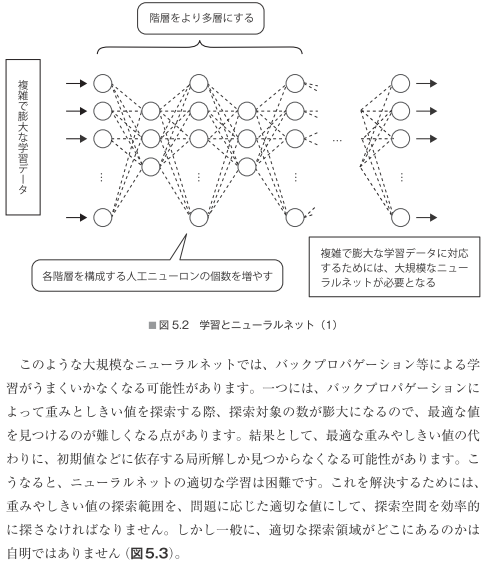 階層をより多層にする
複雑で膨大な学習データ
…
各階層を構成する人工ニューロンの個数を増やす
複雑で膨大な学習データに対応
するためには、大規模なニュー
ラルネットが必要となる
■図5.2 学習とニューラルネット（1）
このような大規模なニューラルネットでは、バックプロパゲーション等による学
習がうまくいかなくなる可能性があります。一つには、バックプロパゲーションに
よって重みとしきい値を探索する際、探索対象の数が膨大になるので、最適な値
を見つけるのが難しくなる点があります。結果として、最適な重みやしきい値の代
わりに、初期値などに依存する局所解しか見つからなくなる可能性があります。こ
うなると、ニューラルネットの適切な学習は困難です。これを解決するためには、
重みやしきい値の探索範囲を、問題に応じた適切な値にして、探索空間を効率的
に探さなければなりません。しかし一般に、適切な探索領域がどこにあるのかは
自明ではありません（図5.3）。